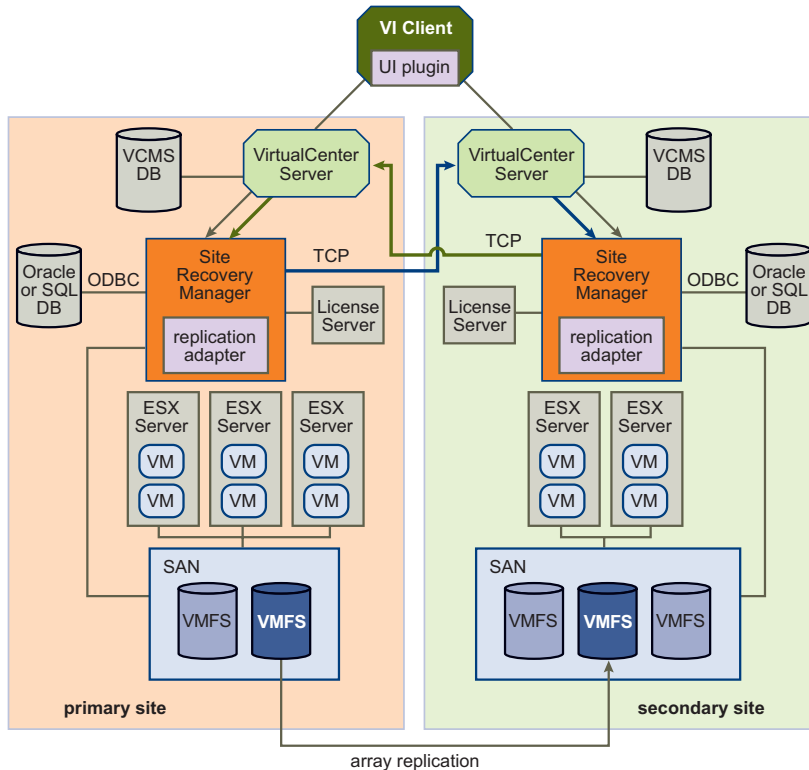 VI Client
UI plugin
VCMS
DB
VirtualCenter
Server
VirtualCenter
Server
VCMS
DB
Oracle
or SQL
DB
ODBC
Site
Recovery
Manager
replication
adapter
TCP
License
Server
TCP
License
Server
Site
Recovery
Manager
replication
adapter
ODBC
Oracle
or SQL
DB
ESX
Server
VM
VM
ESX
Server
VM
VM
ESX
Server
VM
VM
ESX
Server
VM
VM
ESX
Server
VM
VM
SAN
VMFS
VMFS
SAN
VMFS
VMFS
VMFS
primary site
secondary site
array replication